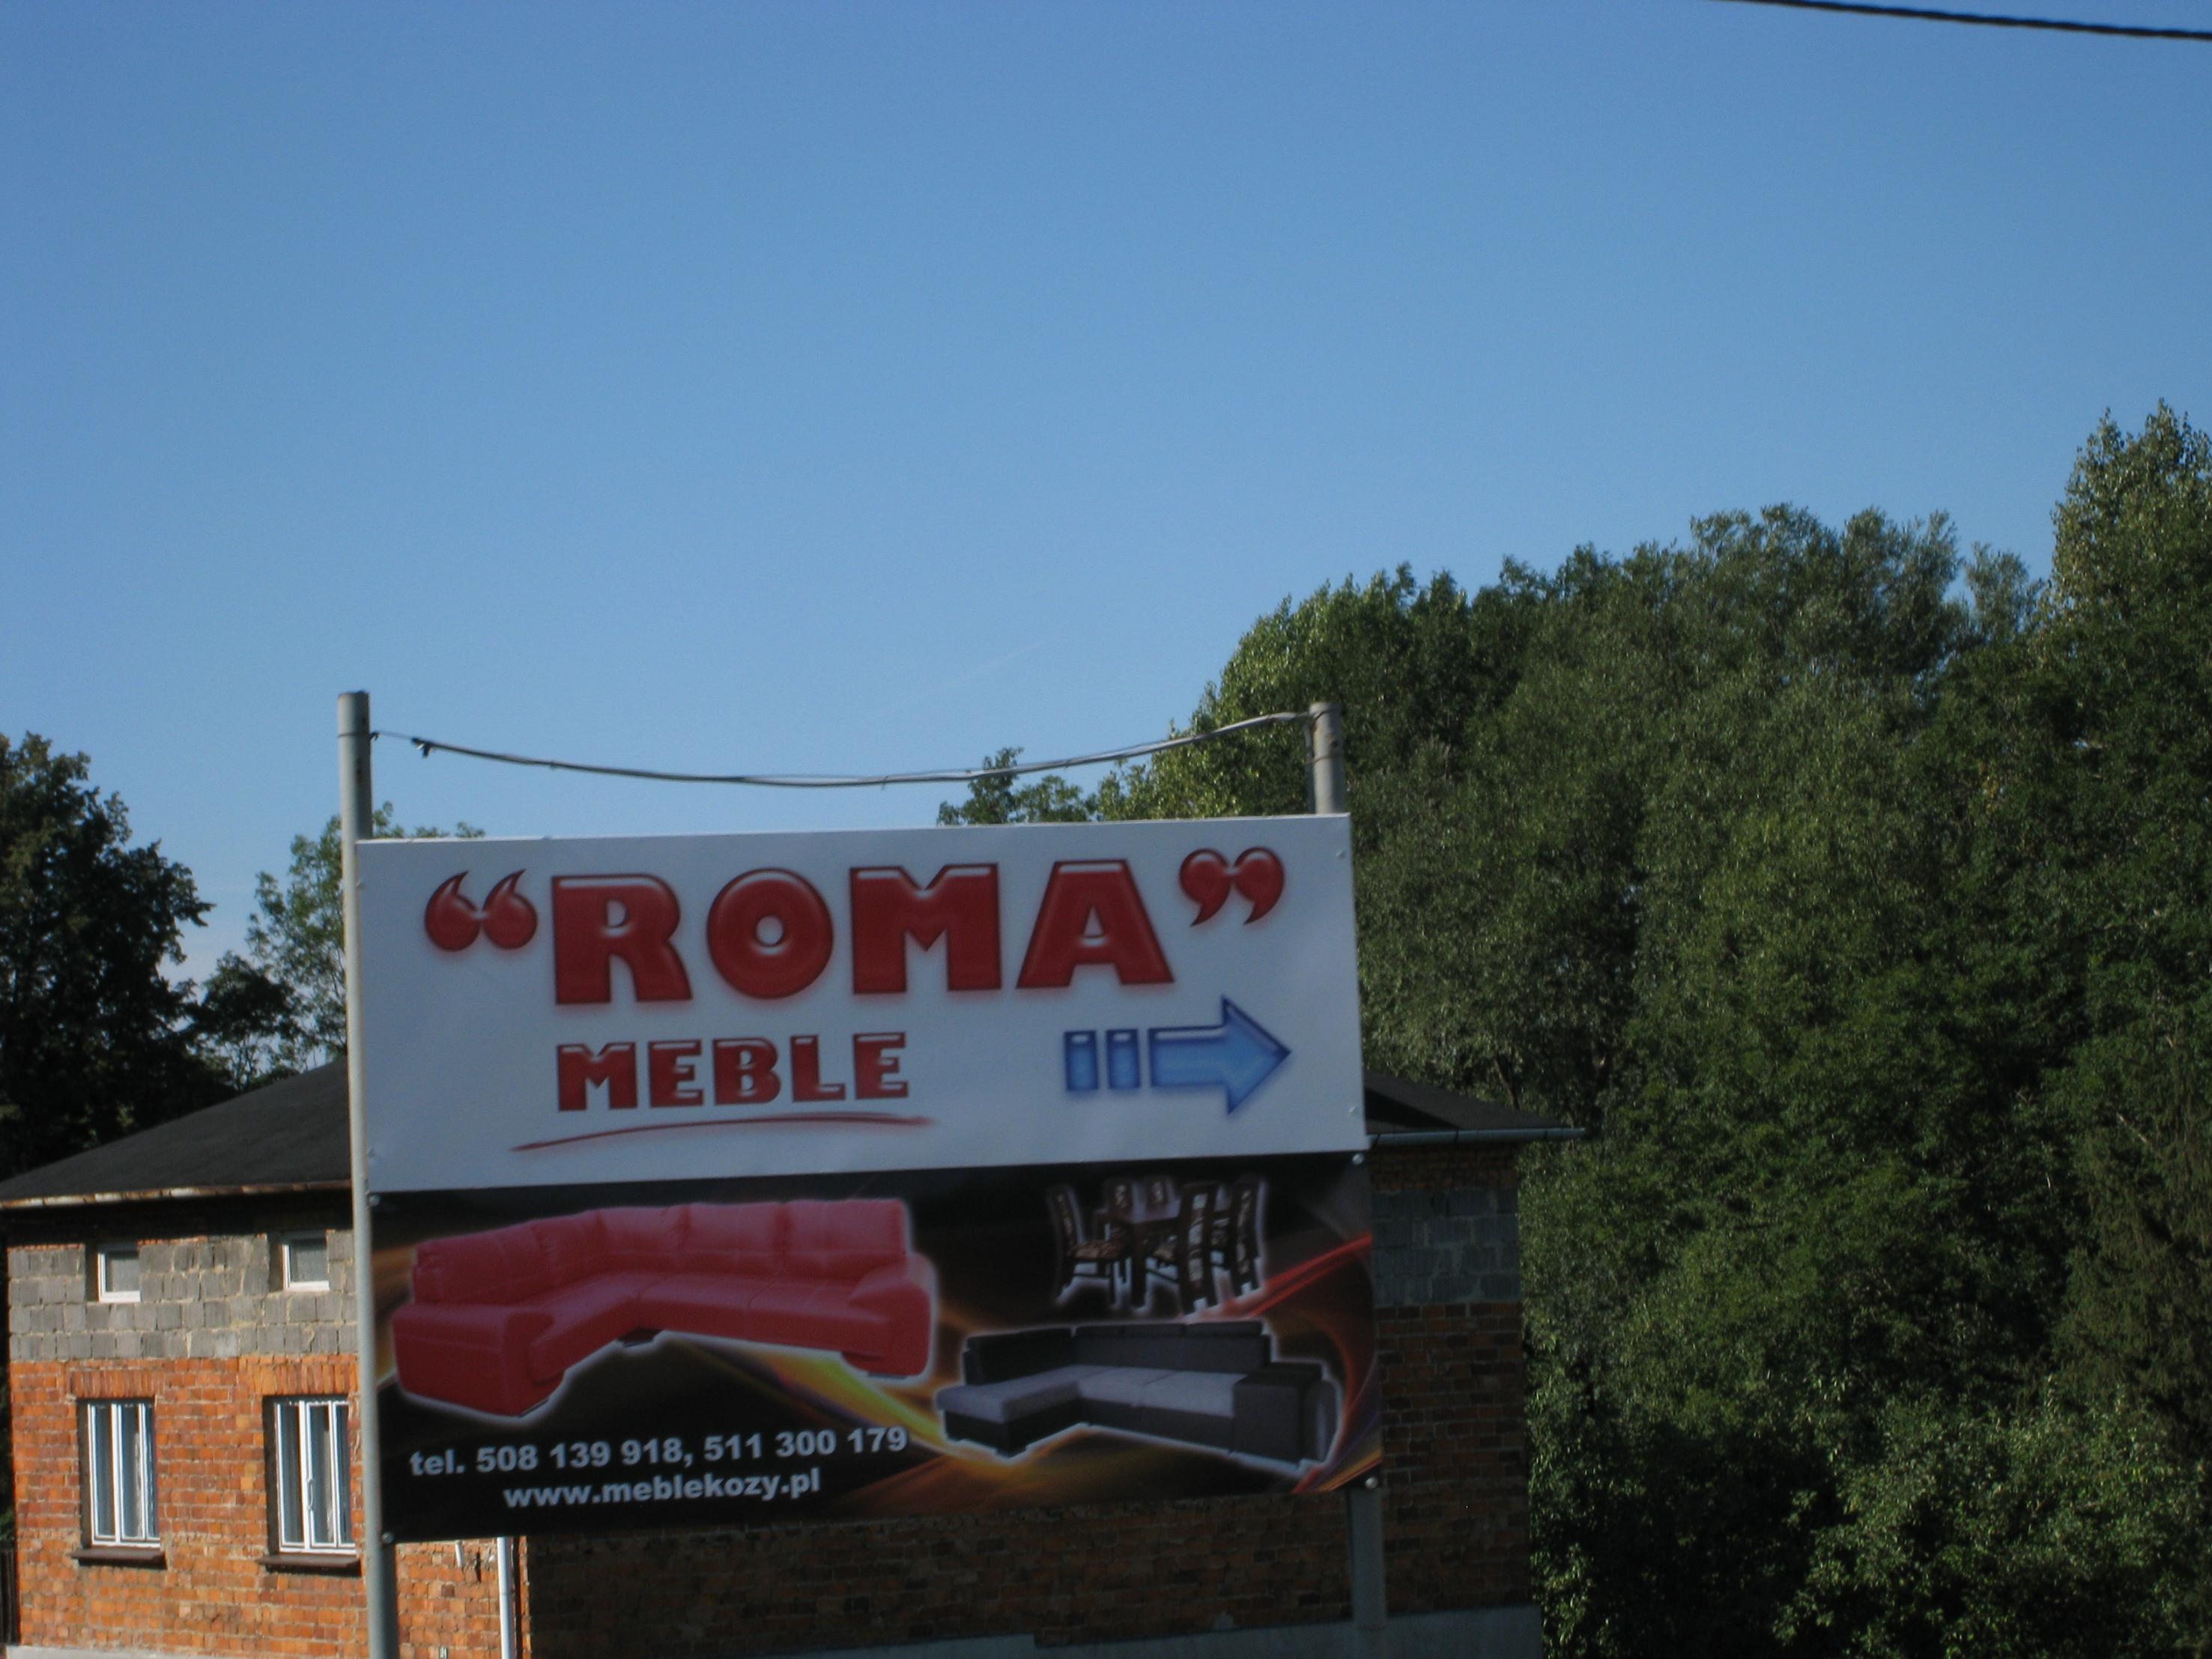 “ROMA”
MEBLE
tel. 508 139 918, 511 300 179
www.meblekozy.pl